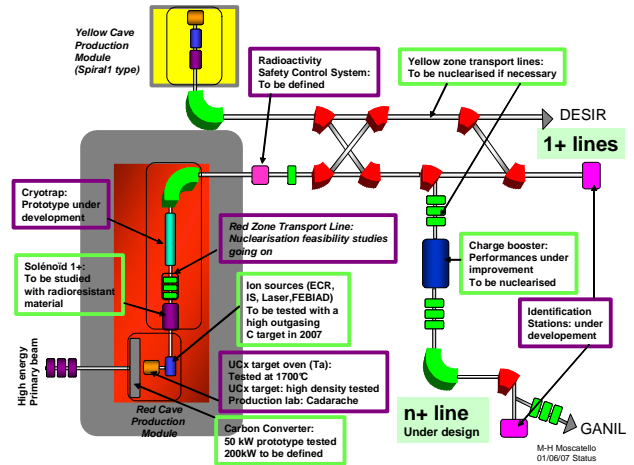 Yellow Cave
Production
Module
(Spiral1 type)
Radioactivity
Safety Control System:
To be defined
Yellow zone transport lines:
To be nuclearised if necessary
DESIR
1+ lines
Cryotrap:
Prototype under
development
Red Zone Transport Line:
Nuclearisation feasibility studies
going on
Solénoïd 1+:
To be studied
with radioresistant
material
Ion sources (ECR,
IS, Laser,FEBIAD)
To be tested with a
high outgasing
C target in 2007
Charge booster:
Performances under
improvement
To be nuclearised
Identification
Stations: under
developement
High energy
Primary beam
UCx target oven (Ta):
Tested at 1700°C
UCx target: high density tested
Production lab: Cadarache
Red Cave
Production
Module
Carbon Converter:
50 kW prototype tested
200kW to be defined
n+ line
Under design
GANIL
M-H Moscatello
01/06/07 Status